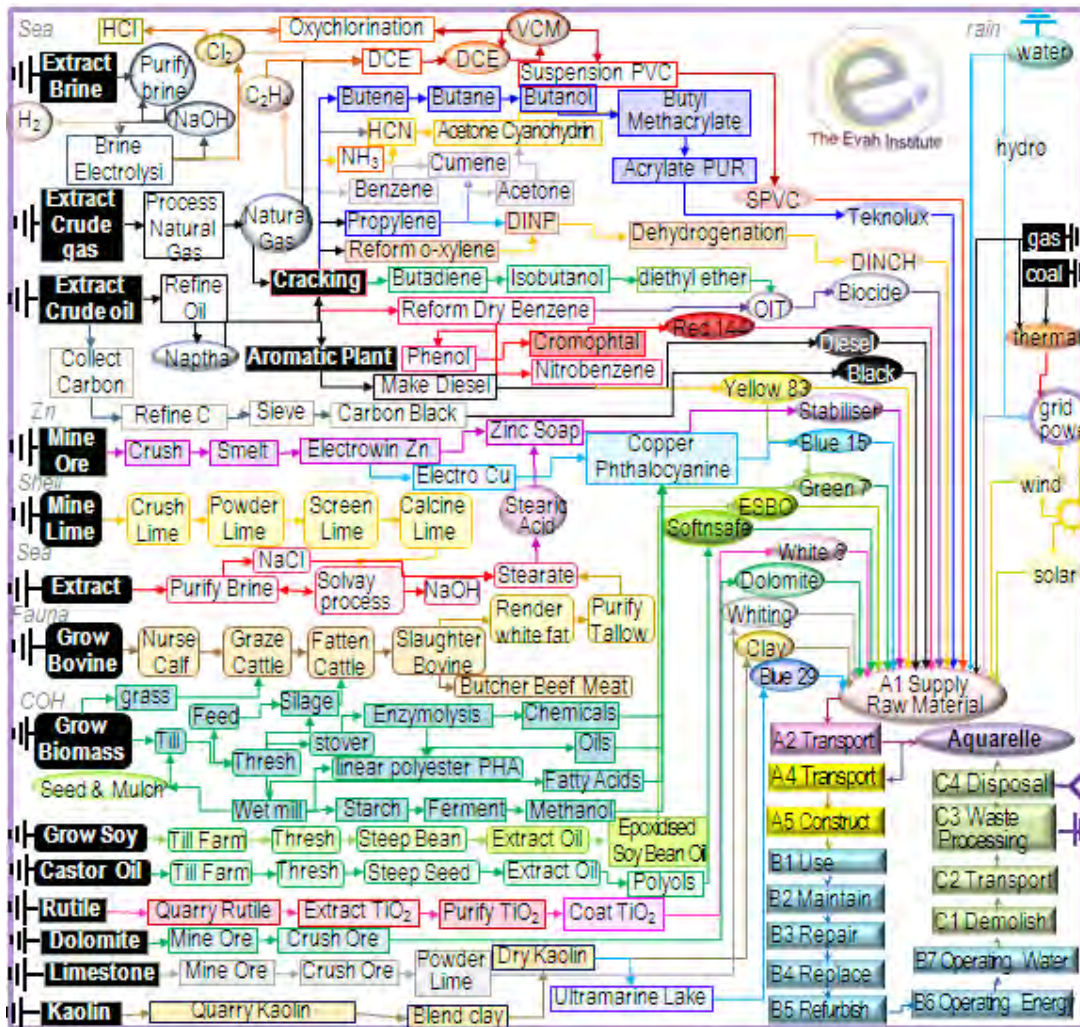 Sea
HCl
Oxychlorination
VCM
rain
Cl₂
water
Extract
Brine
Purify
brine
DCE
DCE
Suspension PVC
C₂H₄
Butene
Butane
Butanol
Butyl
Methacrylate
The Evah Institute
H₂
NaOH
HCN
Acetone Cyanohydrin
hydro
Brine
Electrolysi
NH₃
Cumene
Acrylate PUR
Benzene
Acetone
SPVC
Extract
Crude
gas
Process
Natural
Gas
Natural
Gas
Propylene
DINP
Teknolux
Dehydrogenation
gas
Reform o-xylene
DINCH
coal
Cracking
Butadiene
Isobutanol
diethyl ether
Biocide
Extract
Crude oil
Refine
Oil
Reform Dry Benzene
OIT
Red 144
thermal
Naptha
Aromatic Plant
Phenol
Cromophtal
Diesel
Collect
Carbon
Nitrobenzene
Make Diesel
Black
Yellow 83
Zn
Refine C
Sieve
Carbon Black
Stabiliser
grid
power
Zinc Soap
Mine
Ore
Crush
Smelt
Electrowin Zn
Copper
Phthalocyanine
Blue 15
Electro Cu
Shell
Green 7
wind
Mine
Lime
Crush
Lime
Powder
Lime
Screen
Lime
Calcine
Lime
Stearic
Acid
ESBO
Softnsafe
Sea
NaCl
White 6
solar
Extract
Purify Brine
Solvay
process
NaOH
Stearate
Dolomite
Fauna
Whiting
Grow
Bovine
Nurse
Calf
Graze
Cattle
Fatten
Cattle
Slaughter
Bovine
Render
white fat
Purify
Tallow
Clay
Butcher Beef Meat
Blue 29
A1 Supply
Raw Material
COH
grass
Silage
Grow
Biomass
Feed
Enzymolysis
Chemicals
Till
stover
Oils
A2 Transport
Aquarelle
Thresh
linear polyester PHA
Seed & Mulch
Fatty Acids
A4 Transport
C4 Disposal
Wet mill
Starch
Ferment
Methanol
A5 Construct
C3 Waste
Processing
Grow Soy
Till Farm
Thresh
Steep Bean
Extract Oil
Epoxidised
Soy Bean Oil
B1 Use
Castor Oil
Till Farm
Thresh
Steep Seed
Extract Oil
Polyols
B2 Maintain
C2 Transport
Rutile
Quarry Rutile
Extract TiO₂
Purify TiO₂
Coat TiO₂
C1 Demolish
B3 Repair
Dolomite
Mine Ore
Crush Ore
Dry Kaolin
B7 Operating Water
Limestone
Mine Ore
Crush Ore
Powder
Lime
B4 Replace
Ultramarine Lake
Kaolin
Quarry Kaolin
Blend clay
B5 Refurbish
B6 Operating Energy